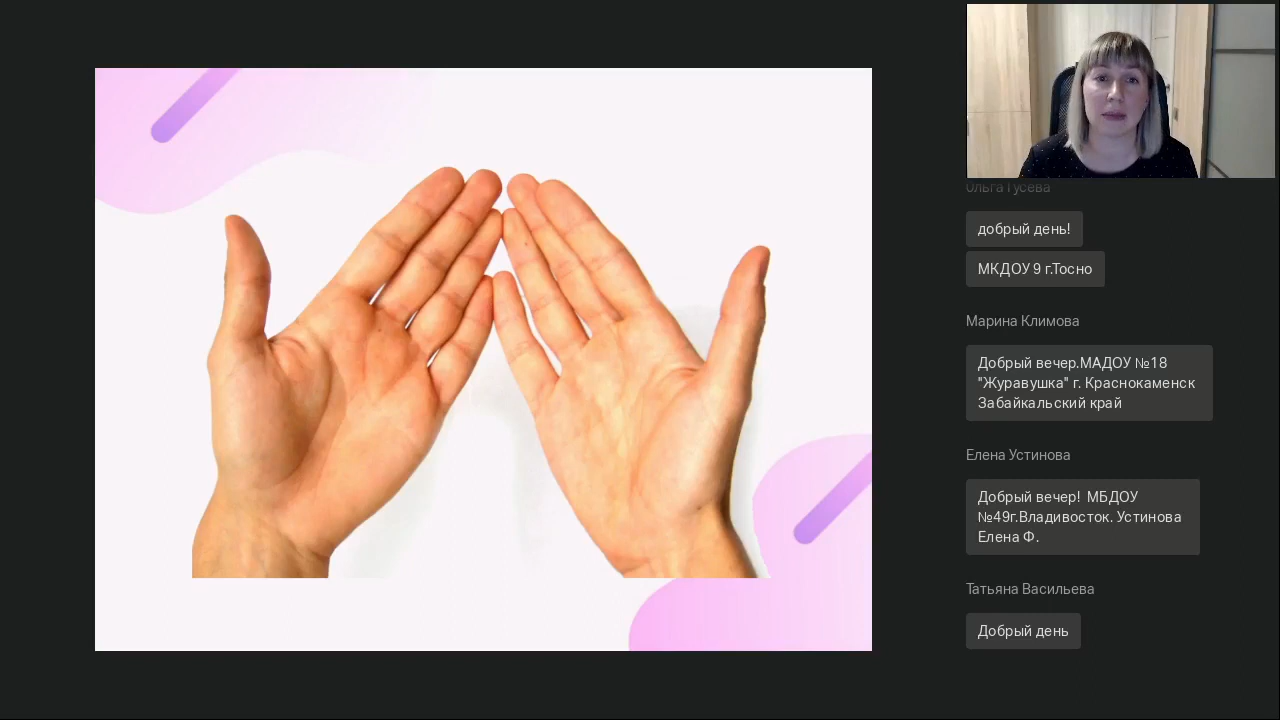 Ольга Гусева
добрый день!
МКДОУ 9 г.Тосно
Марина Климова
Добрый вечер.МАДОУ №18
"Журавушка" г. Краснокаменск
Забайкальский край
Елена Устинова
Добрый вечер!  МБДОУ
№49г.Владивосток. Устинова
Елена Ф.
Татьяна Васильева
Добрый день